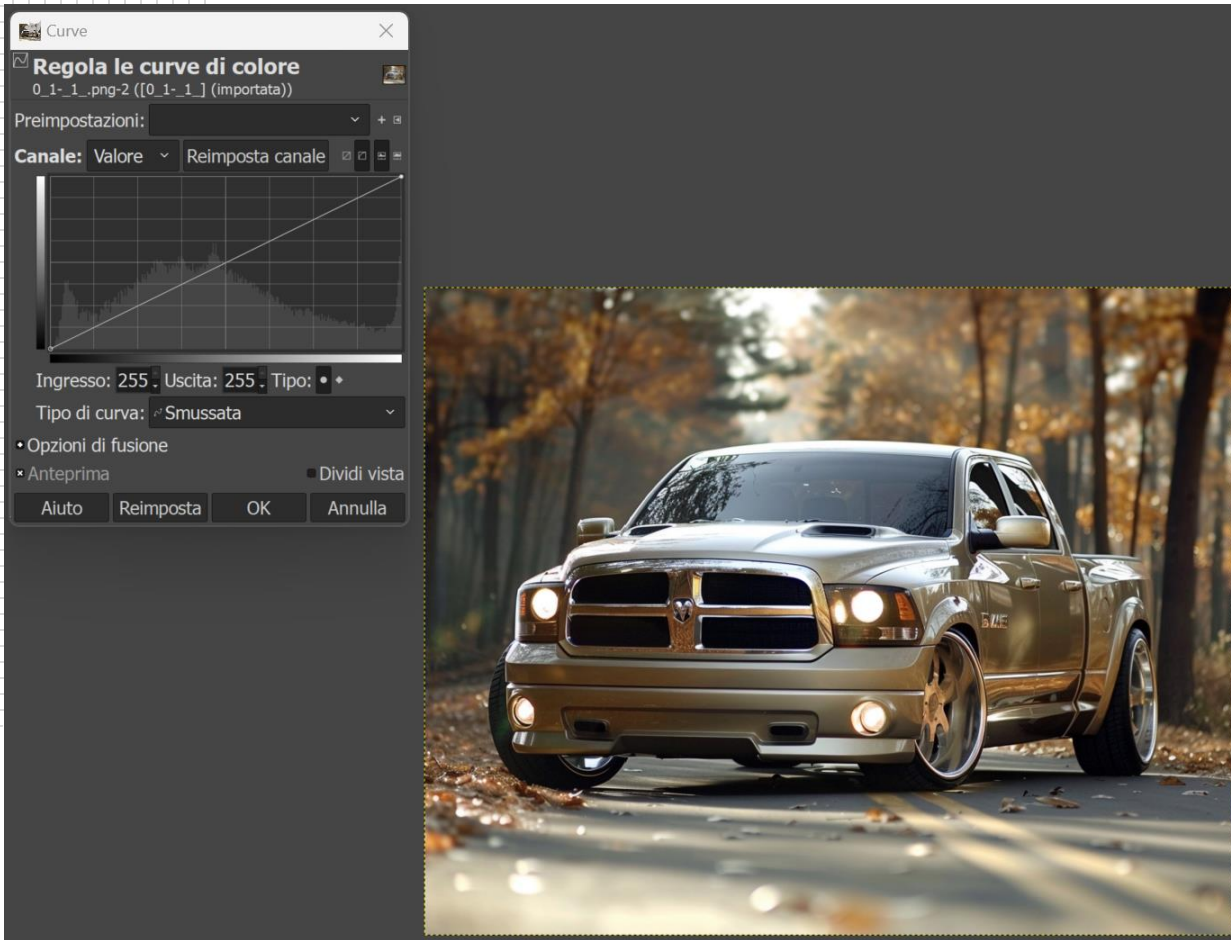 Curve
Regola le curve di colore
0_1-_1_.png-2 ([0_1-_1_] (importata))
Preimpostazioni:
Canale: Valore Reimposta canale
Ingresso: 255 Uscita: 255 Tipo:
Tipo di curva: Smussata
Opzioni di fusione
Anteprima Dividi vista
Aiuto Reimposta OK Annulla